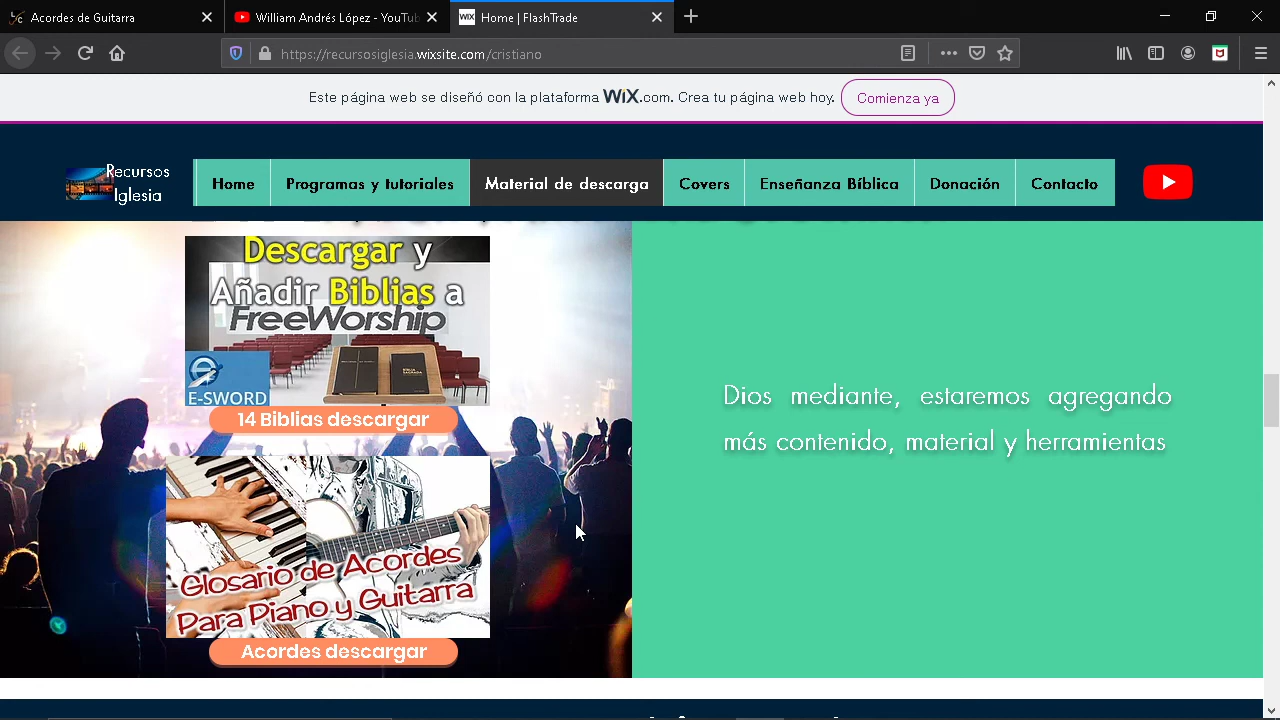 Acordes de Guitarra
William Andrés López - YouTub
WIX
Home | FlashTrade
https://recursosiglesia.wixsite.com/cristiano
Este página web se diseñó con la plataforma WiX.com. Crea tu página web hoy.
Comienza ya
Recursos
Iglesia
Home
Programas y tutoriales
Material de descarga
Covers
Enseñanza Bíblica
Donación
Contacto
Descargar y
Añadir Biblias a
FreeWorship
E-SWORD
14 Biblias descargar
Dios mediante, estaremos agregando
más contenido, material y herramientas
Glosario de Acordes
Para Piano y Guitarra
Acordes descargar